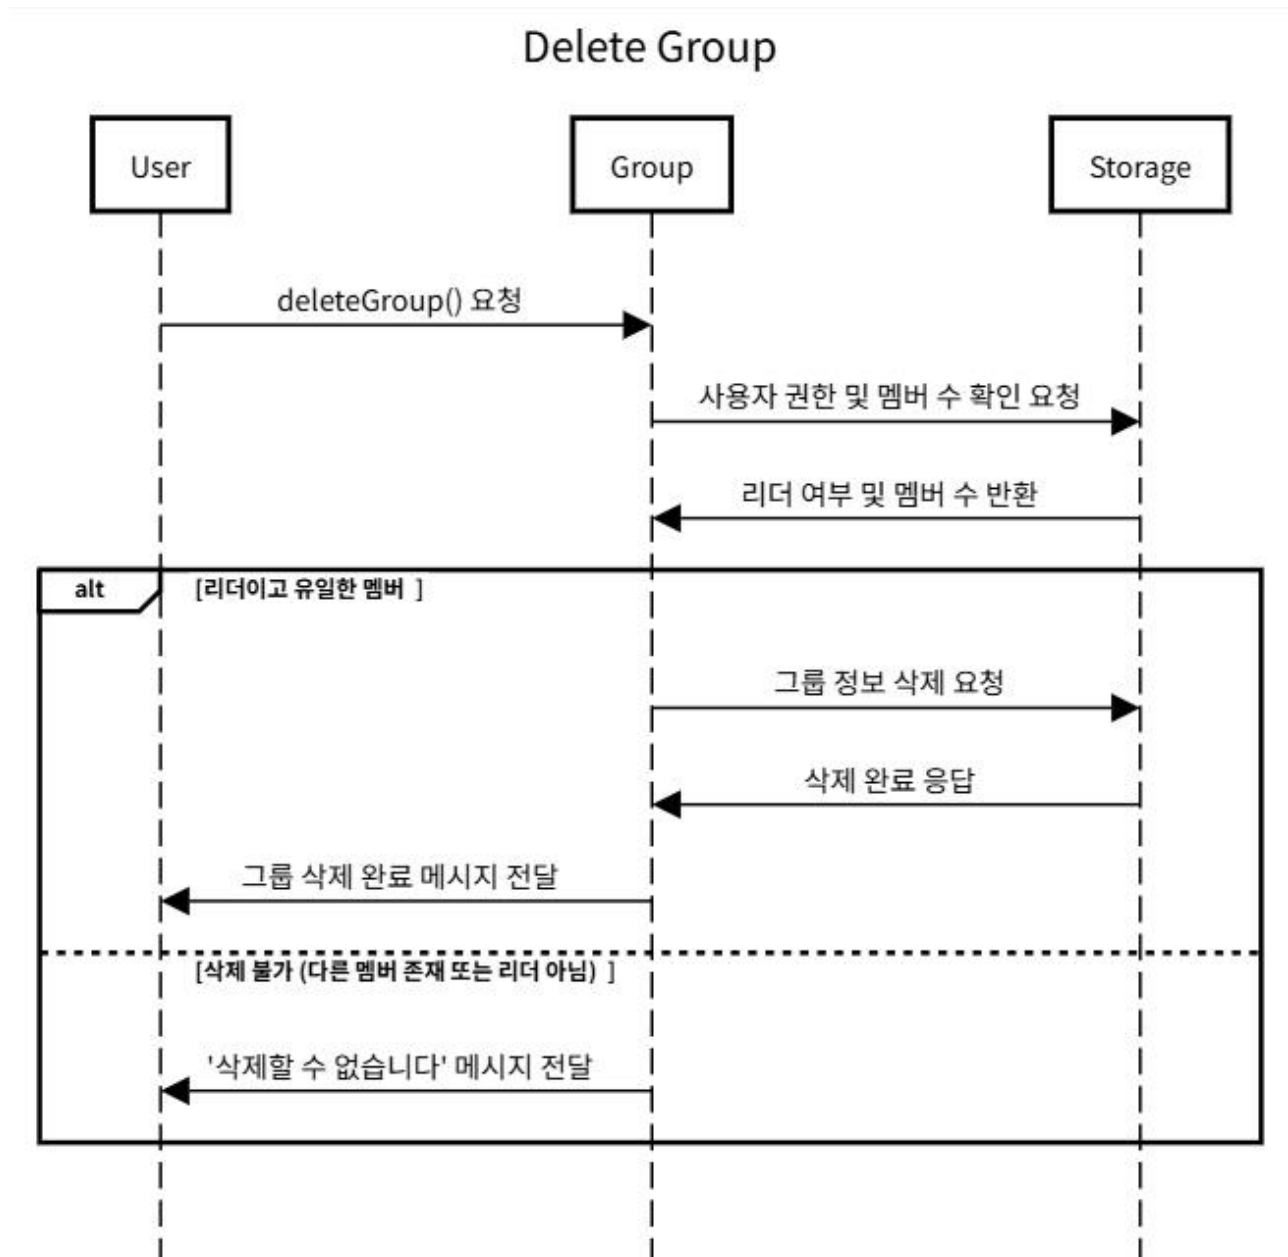 Delete Group
User
Group
Storage
deleteGroup() 요청
사용자 권한 및 멤버 수 확인 요청
리더 여부 및 멤버 수 반환
alt
[리더이고 유일한 멤버 ]
그룹 정보 삭제 요청
삭제 완료 응답
그룹 삭제 완료 메시지 전달
[삭제 불가 (다른 멤버 존재 또는 리더 아님) ]
'삭제할 수 없습니다' 메시지 전달